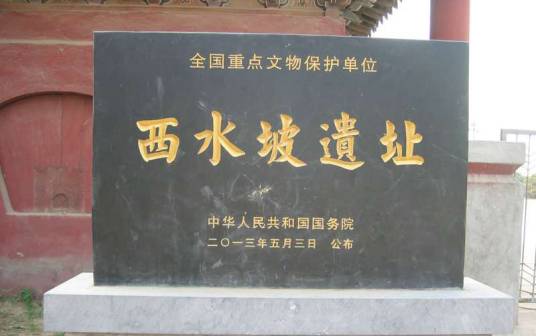 全国重点文物保护单位
西水坡遺址
中华人民共和国国务院
二〇一三年五月三日 公布